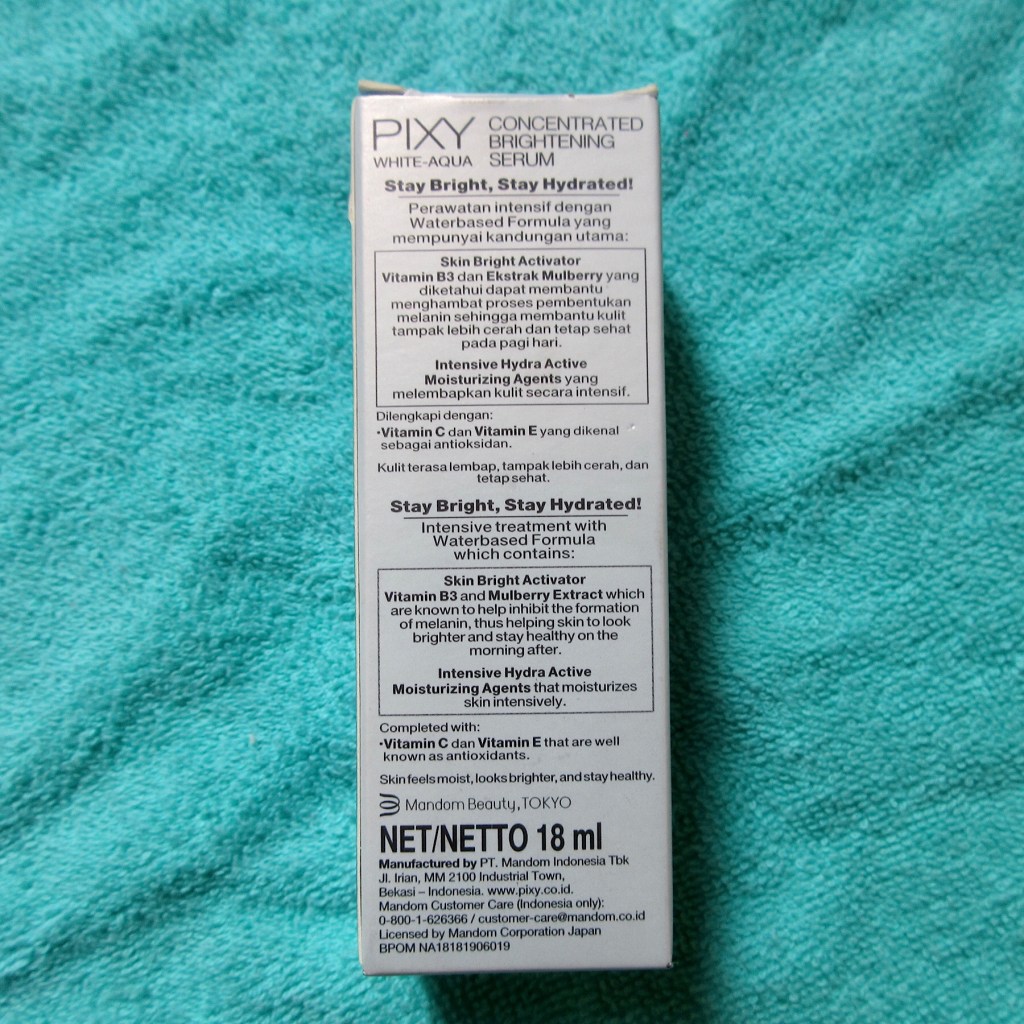 PIXY
WHITE-AQUA
CONCENTRATED
BRIGHTENING
SERUM
Stay Bright, Stay Hydrated!
Perawatan intensif dengan
Waterbased Formula yang
mempunyai kandungan utama:
Skin Bright Activator
Vitamin B3 dan Ekstrak Mulberry yang
diketahui dapat membantu
menghambat proses pembentukan
melanin sehingga membantu kulit
tampak lebih cerah dan tetap sehat
pada pagi hari.
Intensive Hydra Active
Moisturizing Agents yang
melembapkan kulit secara intensif.
Dilengkapi dengan:
•Vitamin C dan Vitamin E yang dikenal
sebagai antioksidan.
Kulit terasa lembap, tampak lebih cerah, dan
tetap sehat.
Stay Bright, Stay Hydrated!
Intensive treatment with
Waterbased Formula
which contains:
Skin Bright Activator
Vitamin B3 and Mulberry Extract which
are known to help inhibit the formation
of melanin, thus helping skin to look
brighter and stay healthy on the
morning after.
Intensive Hydra Active
Moisturizing Agents that moisturizes
skin intensively.
Completed with:
•Vitamin C dan Vitamin E that are well
known as antioxidants.
Skin feels moist, looks brighter, and stay healthy.
Mandom Beauty, TOKYO
NET/NETTO 18 ml
Manufactured by PT. Mandom Indonesia Tbk
Jl. Irian, MM 2100 Industrial Town,
Bekasi – Indonesia. www.pixy.co.id.
Mandom Customer Care (Indonesia only):
0-800-1-626366 / customer-care@mandom.co.id
Licensed by Mandom Corporation Japan
BPOM NA18181906019